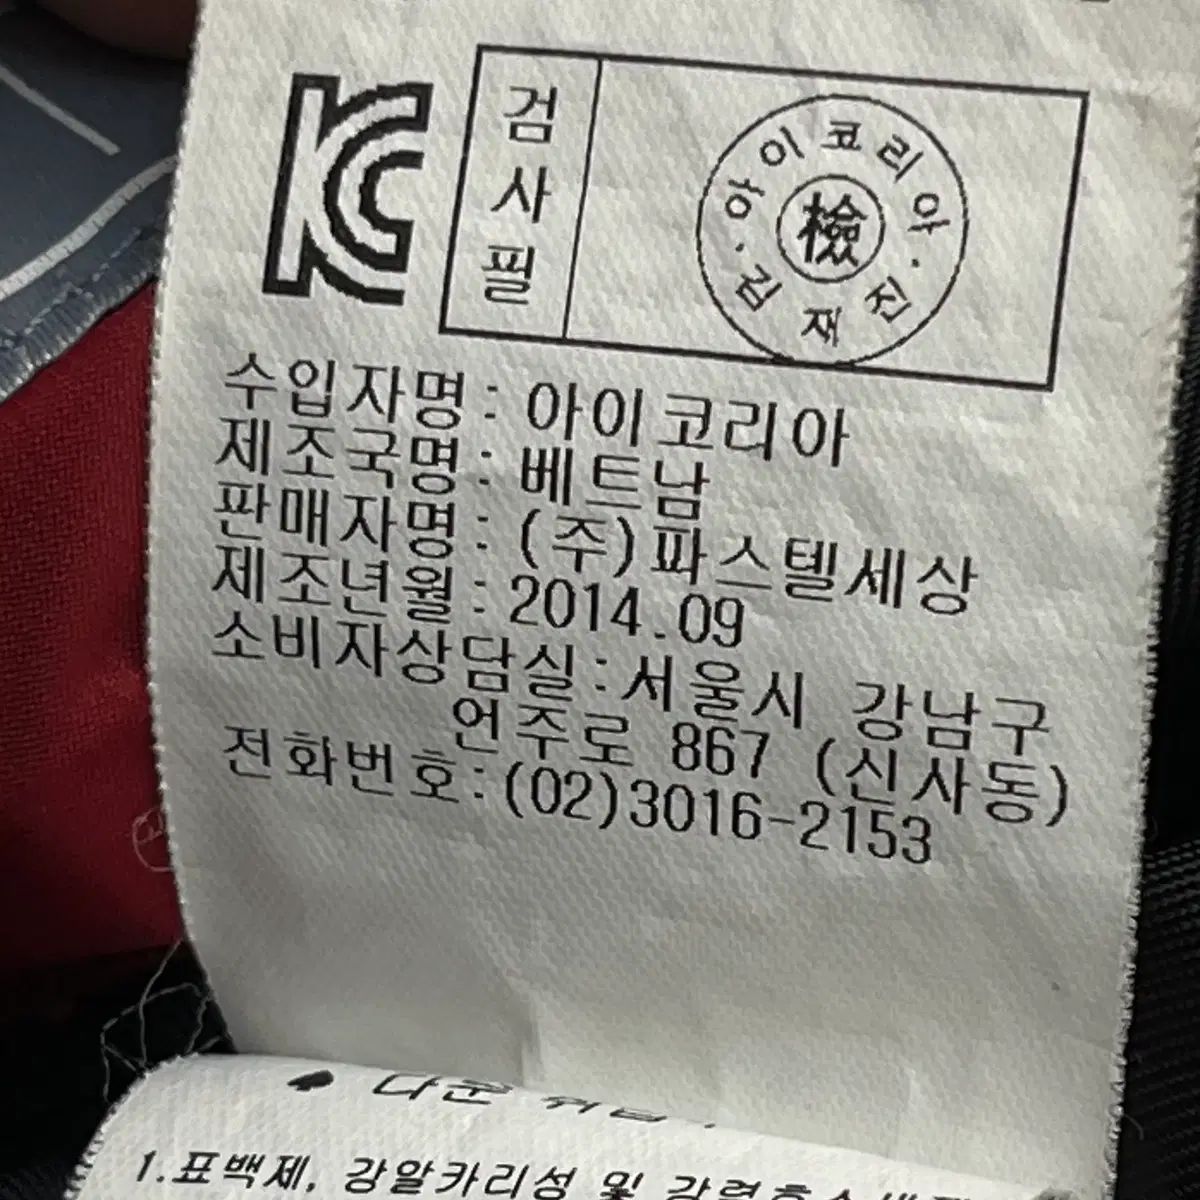 KC
검사필
아이코리아
檢
김재진
수입자명 : 아이코리아
제조국명 : 베트남
판매자명 : (주)파스텔세상
제조년월 : 2014.09
소비자상담실 : 서울시 강남구
언주로 867 (신사동)
전화번호 : (02)3016-2153
다운
1.표백제, 강알카리성 및